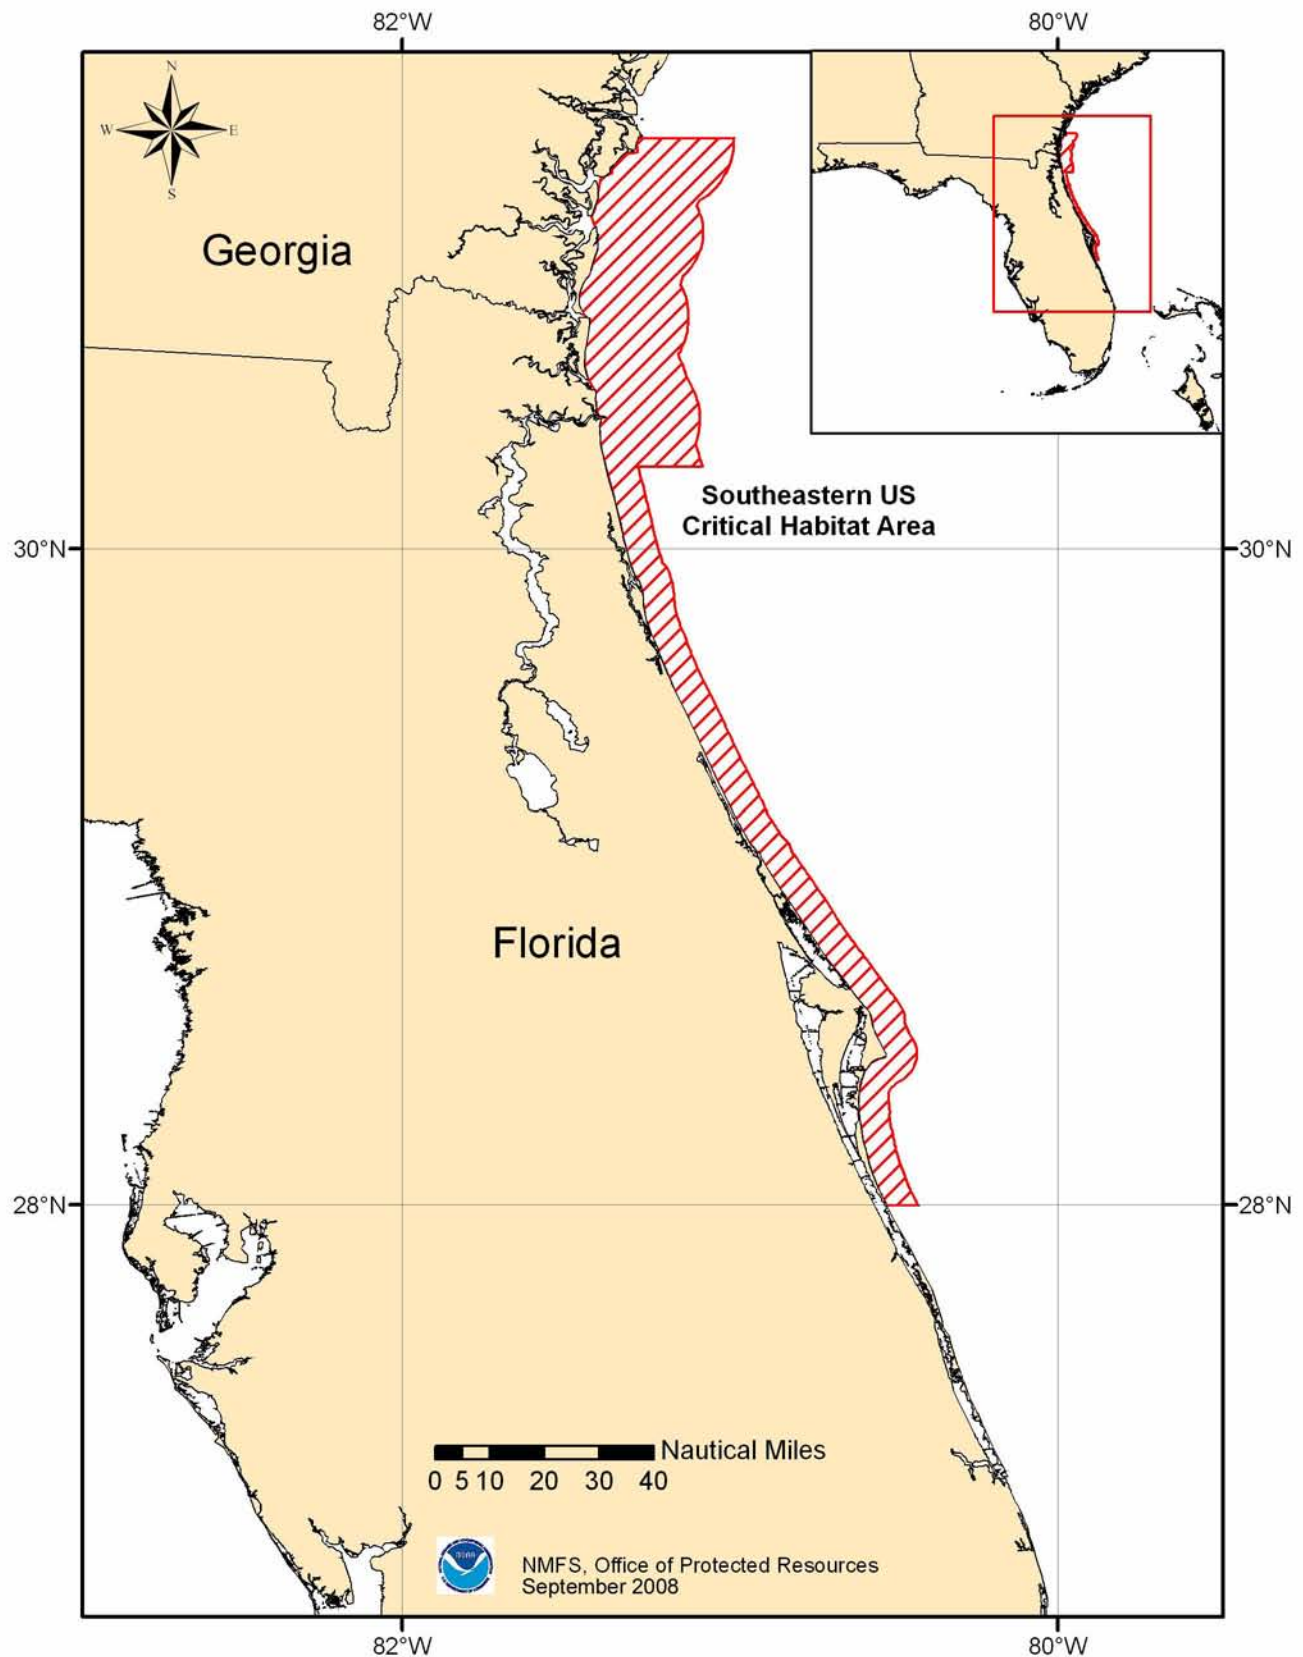 82°W 80°W
N
W E
S
Georgia
Southeastern US
Critical Habitat Area
30°N 30°N
Florida
28°N 28°N
Nautical Miles
0 5 10 20 30 40
NOAA
NMFS, Office of Protected Resources
September 2008
82°W 80°W